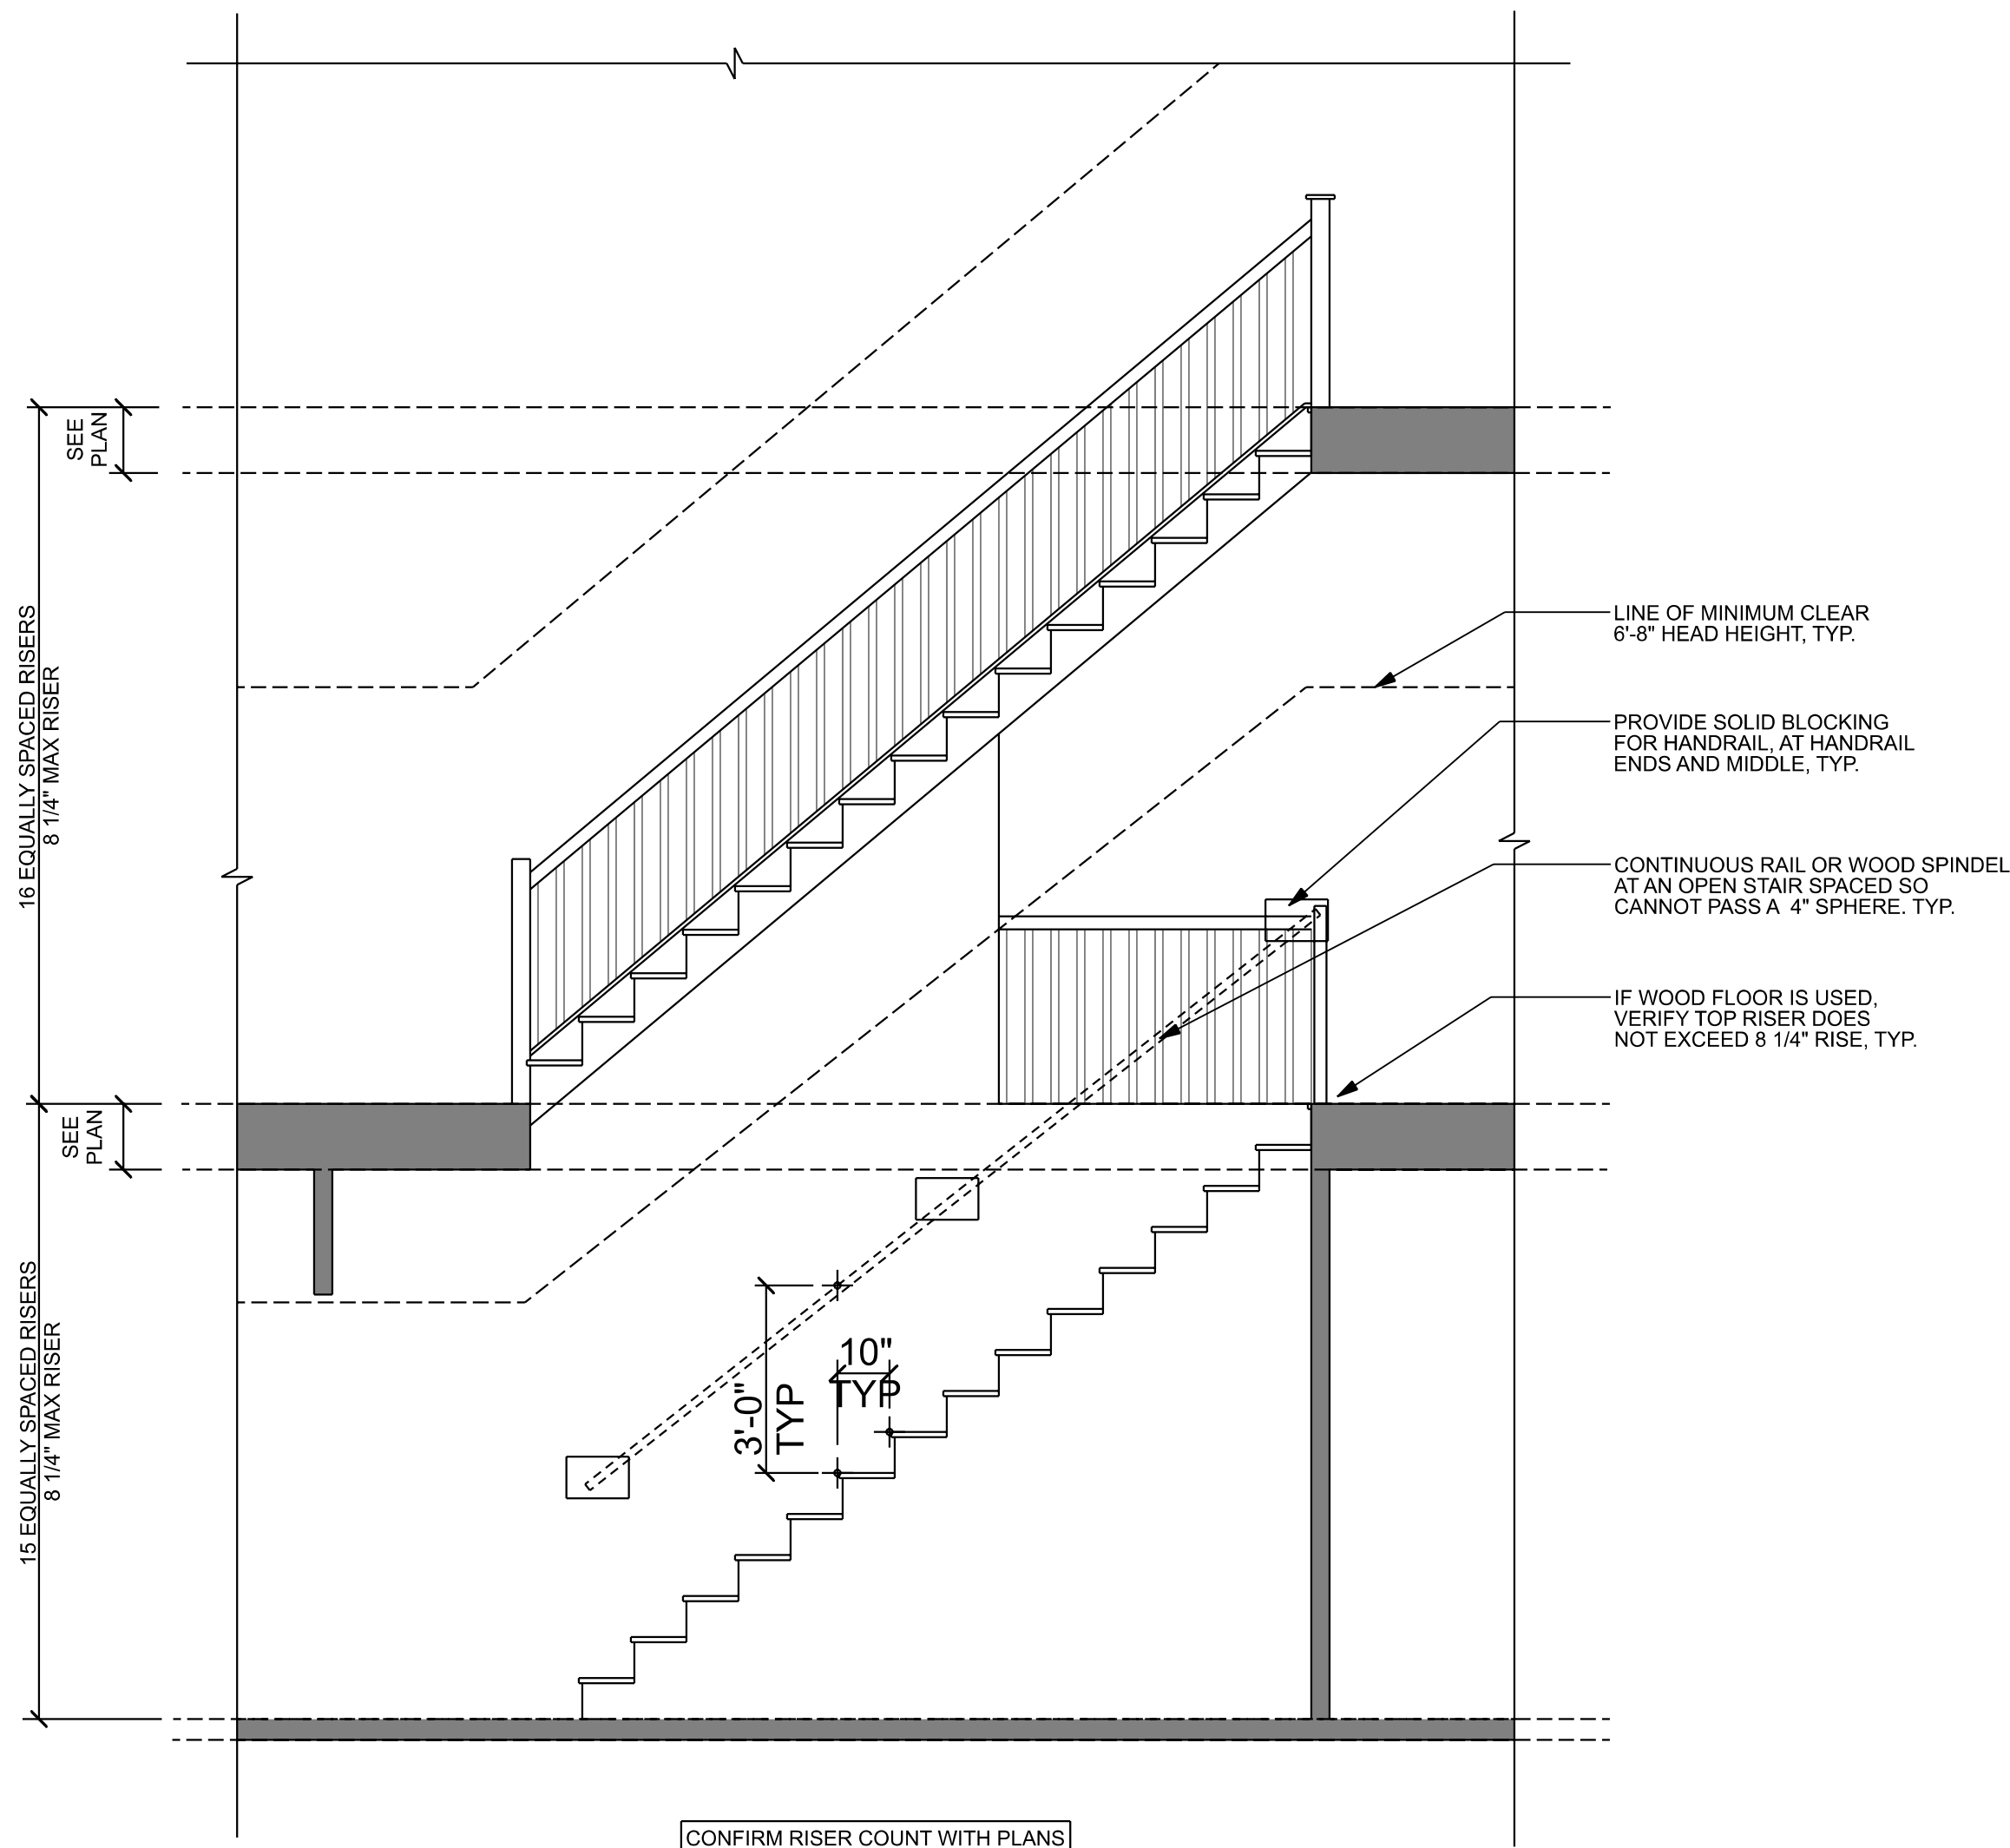 SEE
PLAN
16 EQUALLY SPACED RISERS
8 1/4" MAX RISER
LINE OF MINIMUM CLEAR
6'-8" HEAD HEIGHT, TYP.
PROVIDE SOLID BLOCKING
FOR HANDRAIL, AT HANDRAIL
ENDS AND MIDDLE, TYP.
CONTINUOUS RAIL OR WOOD SPINDEL
AT AN OPEN STAIR SPACED SO
CANNOT PASS A 4" SPHERE. TYP.
IF WOOD FLOOR IS USED,
VERIFY TOP RISER DOES
NOT EXCEED 8 1/4" RISE, TYP.
SEE
PLAN
15 EQUALLY SPACED RISERS
8 1/4" MAX RISER
3'-0"
TYP
10"
TYP
CONFIRM RISER COUNT WITH PLANS